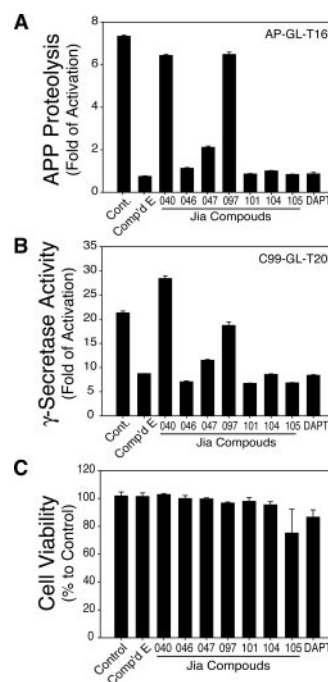 A
AP-GL-T16
APP Proteolysis
(Fold of Activation)
8
6
4
2
0
Cont.
Comp'd E
040
046
047
097
101
104
105
DAPT
Jia Compouds
B
C99-GL-T20
γ-Secretase Activity
(Fold of Activation)
35
30
25
20
15
10
5
0
Cont.
Comp'd E
040
046
047
097
101
104
105
DAPT
Jia Compouds
C
Cell Viability
(% to Control)
120
100
80
60
40
20
0
Control
Comp'd E
040
046
047
097
101
104
105
DAPT
Jia Compounds